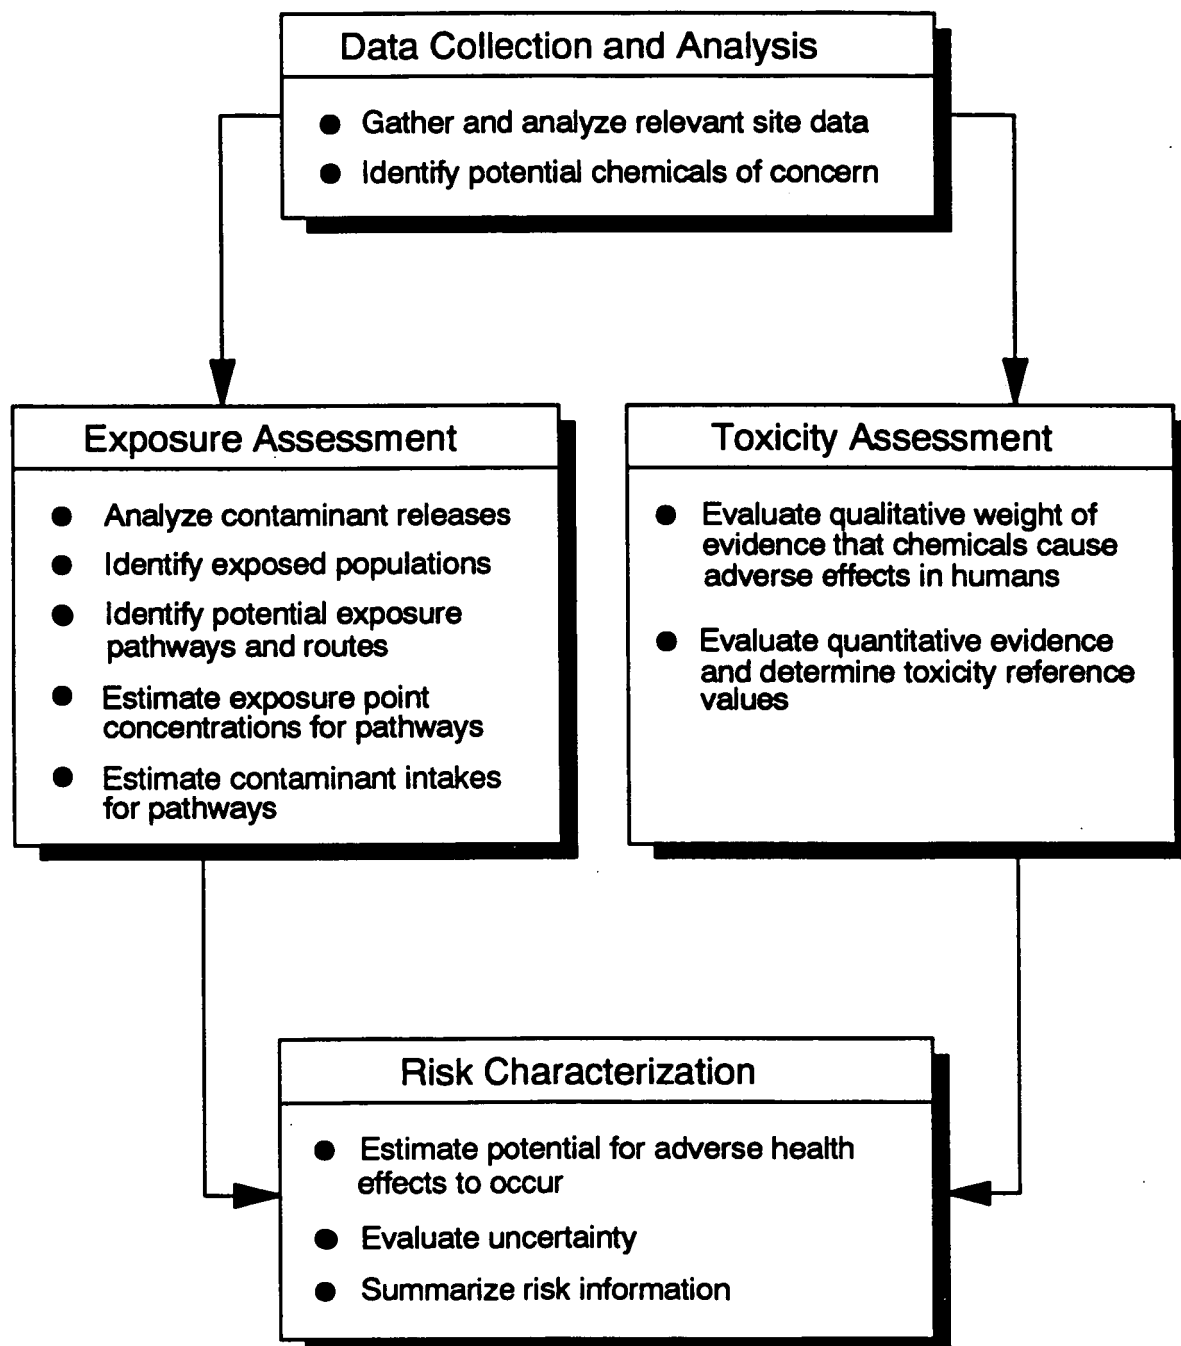 Data Collection and Analysis
● Gather and analyze relevant site data
● Identify potential chemicals of concern
Exposure Assessment
● Analyze contaminant releases
● Identify exposed populations
● Identify potential exposure
pathways and routes
● Estimate exposure point
concentrations for pathways
● Estimate contaminant intakes
for pathways
Toxicity Assessment
● Evaluate qualitative weight of
evidence that chemicals cause
adverse effects in humans
● Evaluate quantitative evidence
and determine toxicity reference
values
Risk Characterization
● Estimate potential for adverse health
effects to occur
● Evaluate uncertainty
● Summarize risk information